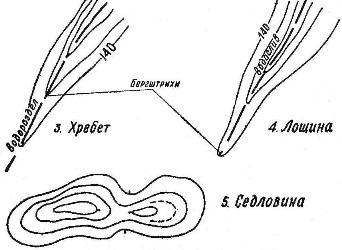 140
140
водослив
Бергштрихи
водораздел
3. Хребет
4. Лощина
5. Седловина